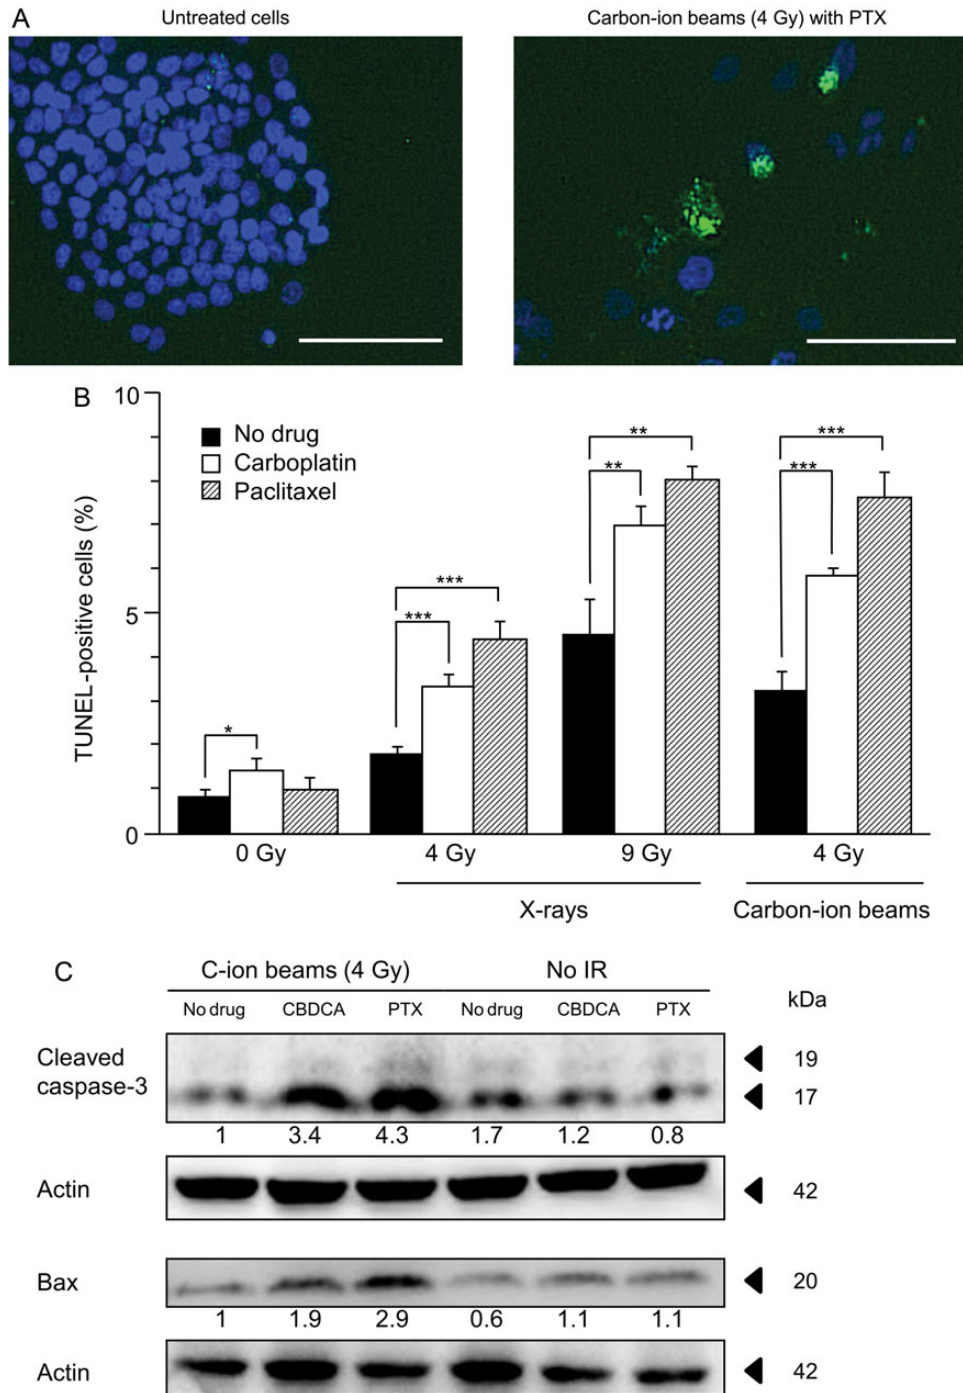 A
Untreated cells
Carbon-ion beams (4 Gy) with PTX
B
10
5
0
TUNEL-positive cells (%)
No drug
Carboplatin
Paclitaxel
*
***
***
**
**
***
***
0 Gy
4 Gy
9 Gy
4 Gy
X-rays
Carbon-ion beams
C
C-ion beams (4 Gy)
No IR
kDa
No drug
CBDCA
PTX
No drug
CBDCA
PTX
Cleaved
caspase-3
19
17
1
3.4
4.3
1.7
1.2
0.8
Actin
42
Bax
20
1
1.9
2.9
0.6
1.1
1.1
Actin
42